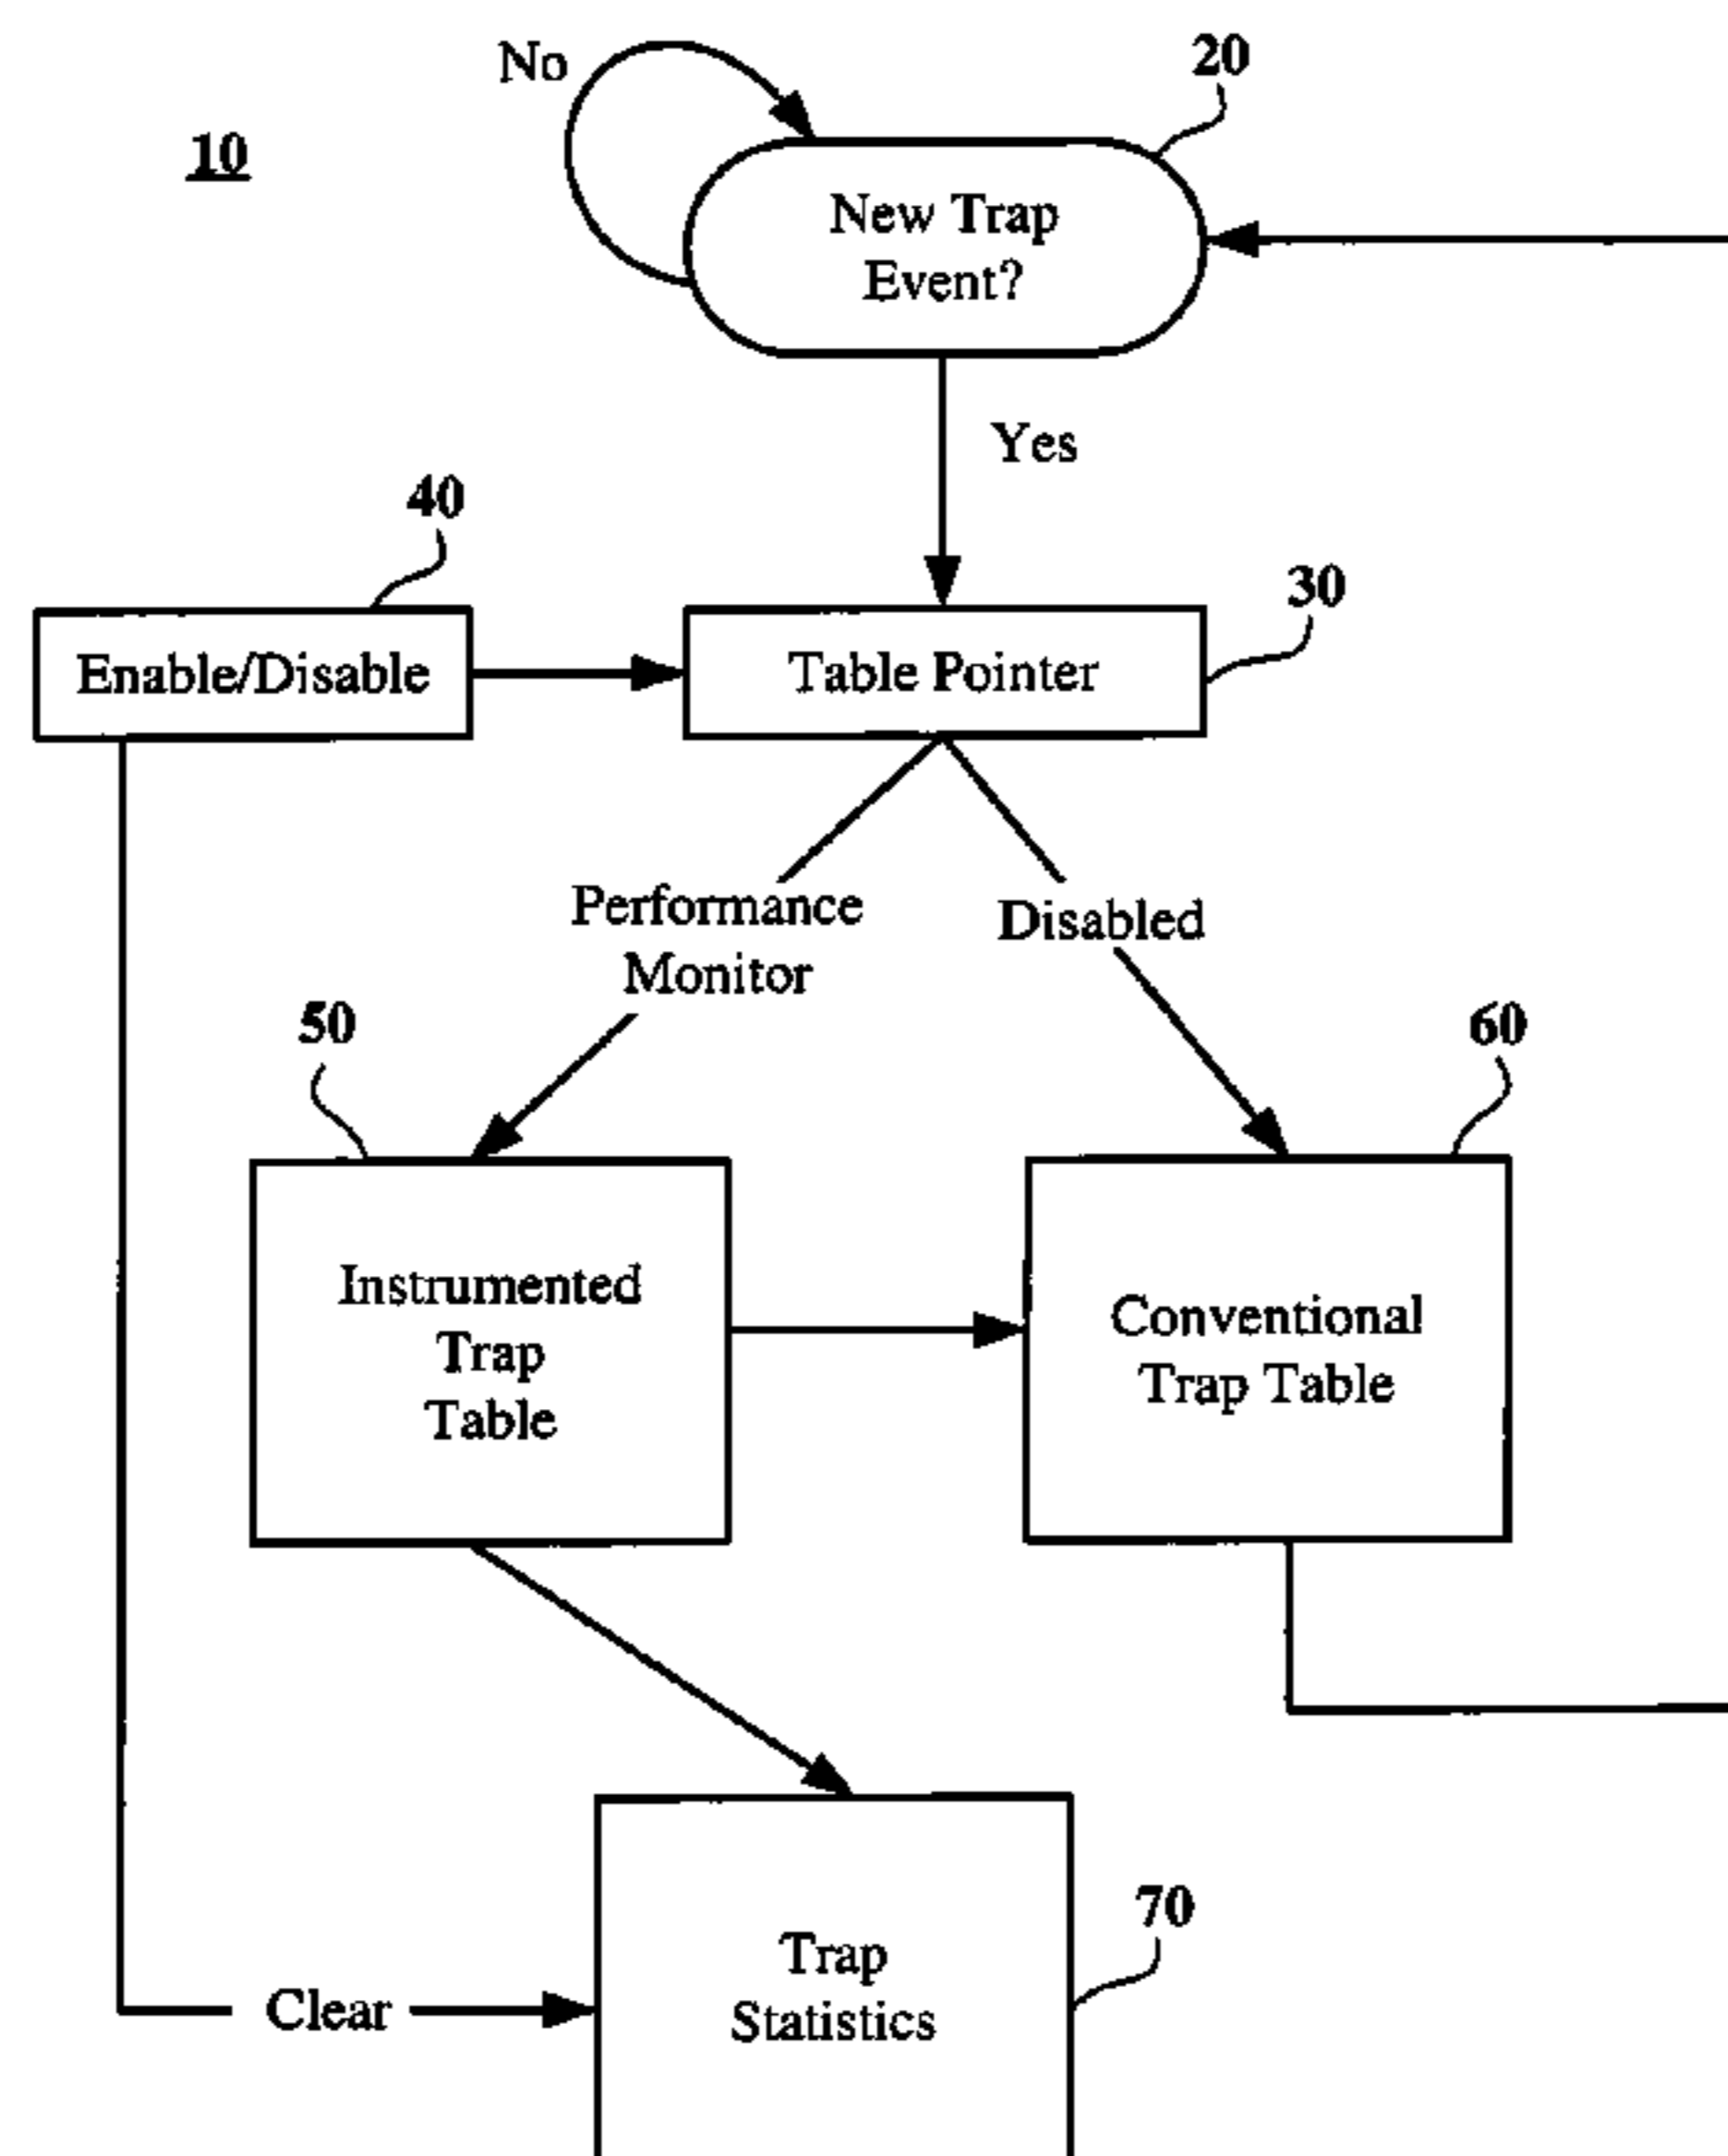 No
20
10
New Trap
Event?
Yes
40
30
Enable/Disable
Table Pointer
Performance
Monitor
Disabled
50
60
Instrumented
Trap
Table
Conventional
Trap Table
70
Trap
Statistics
Clear